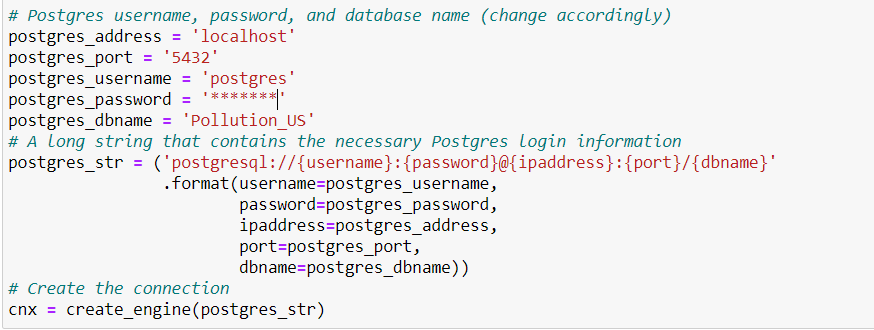 # Postgres username, password, and database name (change accordingly)
postgres_address = 'localhost'
postgres_port = '5432'
postgres_username = 'postgres'
postgres_password = '*******'
postgres_dbname = 'Pollution_US'
# A long string that contains the necessary Postgres login information
postgres_str = ('postgresql://{username}:{password}@{ipaddress}:{port}/{dbname}'
.format(username=postgres_username,
password=postgres_password,
ipaddress=postgres_address,
port=postgres_port,
dbname=postgres_dbname))
# Create the connection
cnx = create_engine(postgres_str)